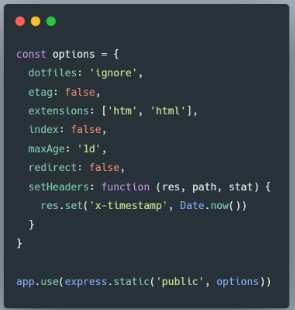 const options = {
  dotfiles: 'ignore',
  etag: false,
  extensions: ['htm', 'html'],
  index: false,
  maxAge: '1d',
  redirect: false,
  setHeaders: function (res, path, stat) {
    res.set('x-timestamp', Date.now())
  }
}

app.use(express.static('public', options))